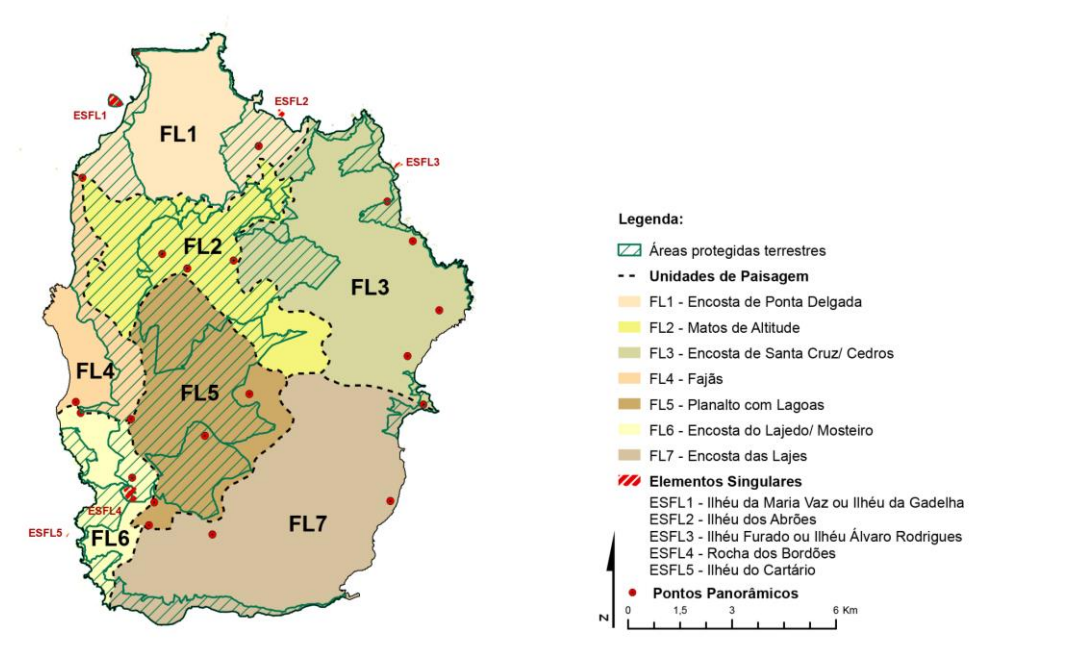 ESFL1
ESFL2
FL1
ESFL3
FL2
FL3
FL4
FL5
ESFL4
ESFL5
FL6
FL7
Legenda:
Áreas protegidas terrestres
Unidades de Paisagem
FL1 - Encosta de Ponta Delgada
FL2 - Matos de Altitude
FL3 - Encosta de Santa Cruz/ Cedros
FL4 - Fajãs
FL5 - Planalto com Lagoas
FL6 - Encosta do Lajedo/ Mosteiro
FL7 - Encosta das Lajes
Elementos Singulares
ESFL1 - Ilhéu da Maria Vaz ou Ilhéu da Gadelha
ESFL2 - Ilhéu dos Abrões
ESFL3 - Ilhéu Furado ou Ilhéu Álvaro Rodrigues
ESFL4 - Rocha dos Bordões
ESFL5 - Ilhéu do Cartário
Pontos Panorâmicos
N
0 1,5 3 6 Km